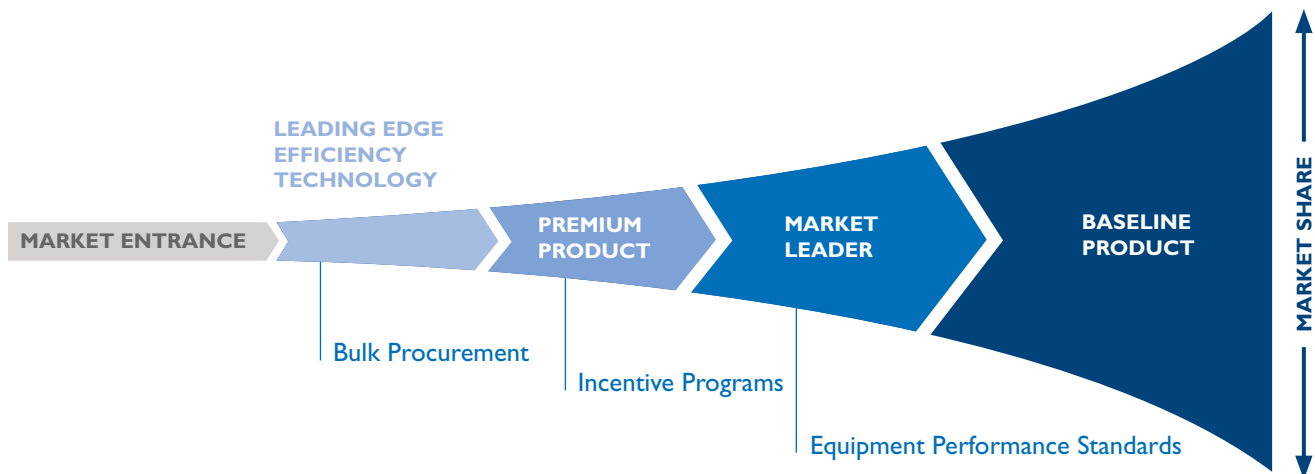 LEADING EDGE
EFFICIENCY
TECHNOLOGY
MARKET ENTRANCE
PREMIUM
PRODUCT
MARKET
LEADER
BASELINE
PRODUCT
MARKET SHARE
Bulk Procurement
Incentive Programs
Equipment Performance Standards